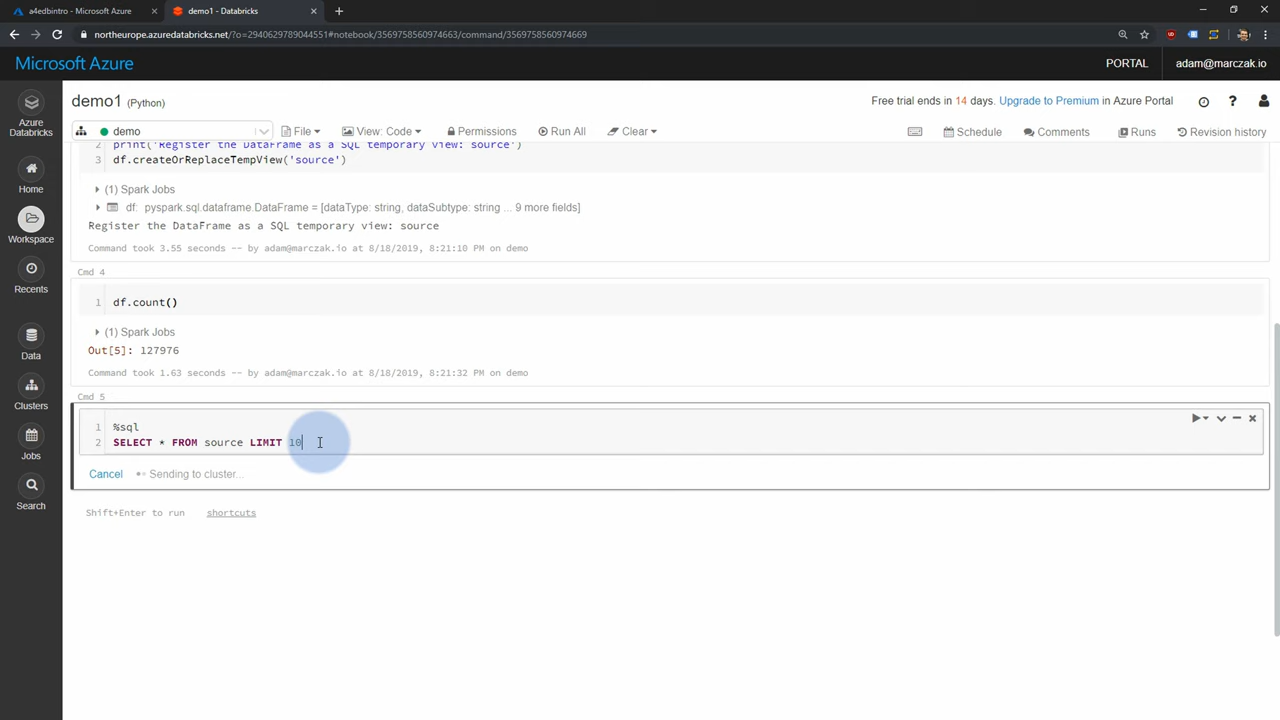 a4edbintro - Microsoft Azure
demo1 - Databricks
northeurope.azuredatabricks.net/?o=2940629789044551#notebook/3569758560974663/command/3569758560974669
Microsoft Azure
PORTAL
adam@marczak.io
demo1 (Python)
Free trial ends in 14 days. Upgrade to Premium in Azure Portal
demo
File
View: Code
Permissions
Run All
Clear
Schedule
Comments
Runs
Revision history
Azure
Databricks
Home
Workspace
Recents
Data
Clusters
Jobs
Search
2 print('Register the DataFrame as a SQL temporary view: source')
3 df.createOrReplaceTempView('source')
(1) Spark Jobs
df: pyspark.sql.dataframe.DataFrame = [dataType: string, dataSubtype: string ... 9 more fields]
Register the DataFrame as a SQL temporary view: source
Command took 3.55 seconds -- by adam@marczak.io at 8/18/2019, 8:21:10 PM on demo
Cmd 4
1 df.count()
(1) Spark Jobs
Out[5]: 127976
Command took 1.63 seconds -- by adam@marczak.io at 8/18/2019, 8:21:32 PM on demo
Cmd 5
1 %sql
2 SELECT * FROM source LIMIT 10
Cancel
Sending to cluster...
Shift+Enter to run
shortcuts